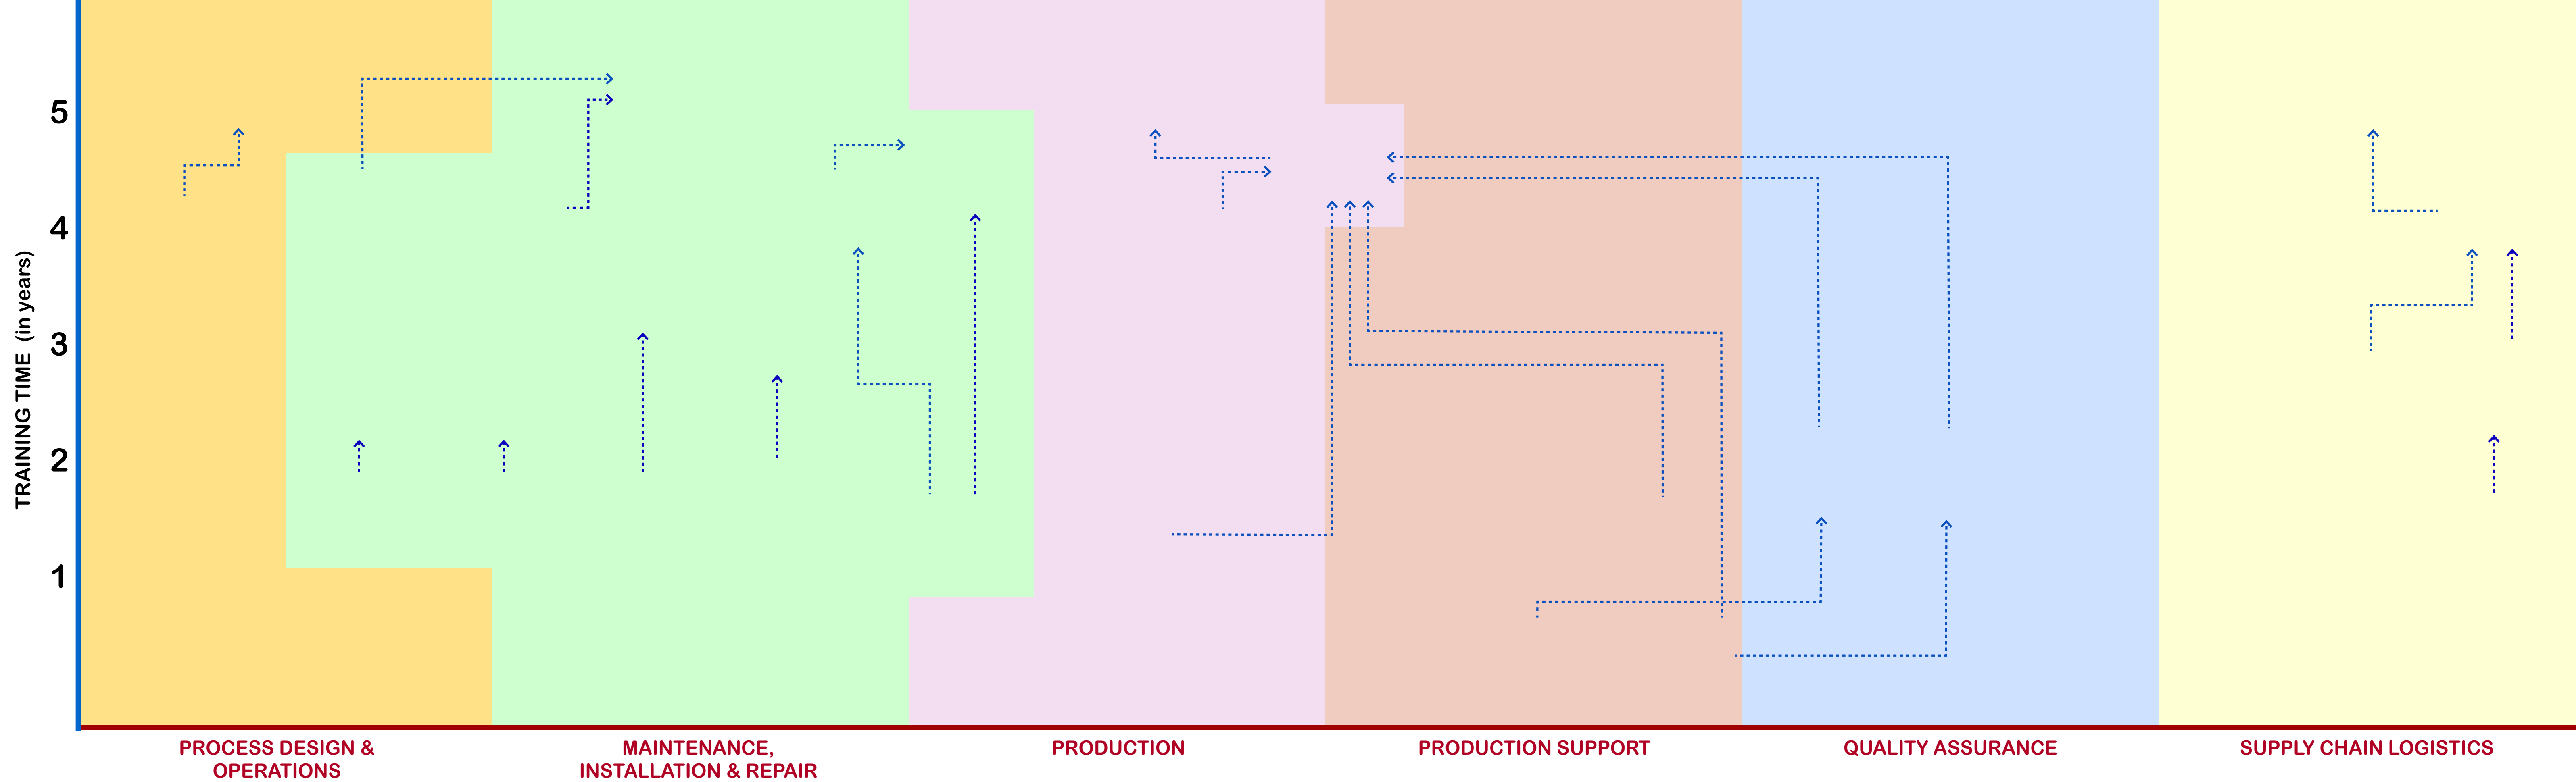 5
4
3
2
1
TRAINING TIME (in years)
PROCESS DESIGN &
OPERATIONS
MAINTENANCE,
INSTALLATION & REPAIR
PRODUCTION
PRODUCTION SUPPORT
QUALITY ASSURANCE
SUPPLY CHAIN LOGISTICS